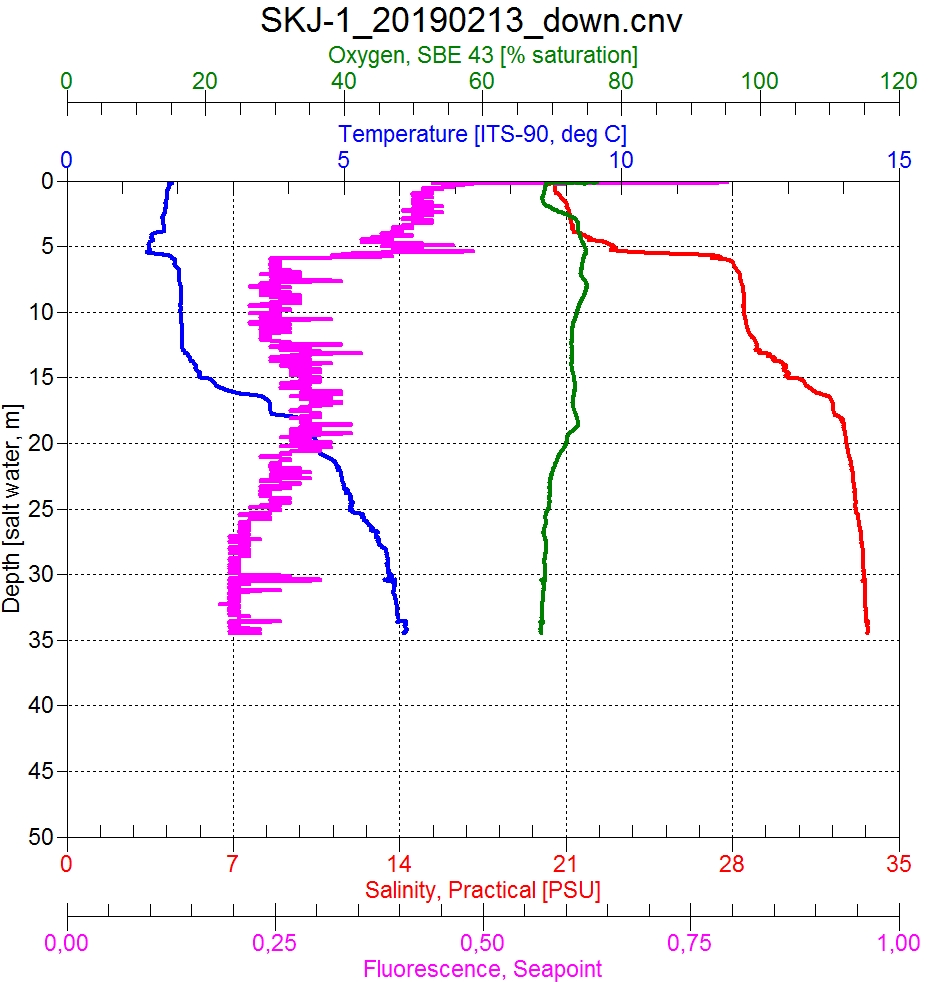 SKJ-1_20190213_down.cnv
Oxygen, SBE 43 [% saturation]
0 20 40 60 80 100 120
Temperature [ITS-90, deg C]
0 5 10 15
0
5
10
15
20
25
30
35
40
45
50
Depth [salt water, m]
0 7 14 21 28 35
Salinity, Practical [PSU]
0,00 0,25 0,50 0,75 1,00
Fluorescence, Seapoint